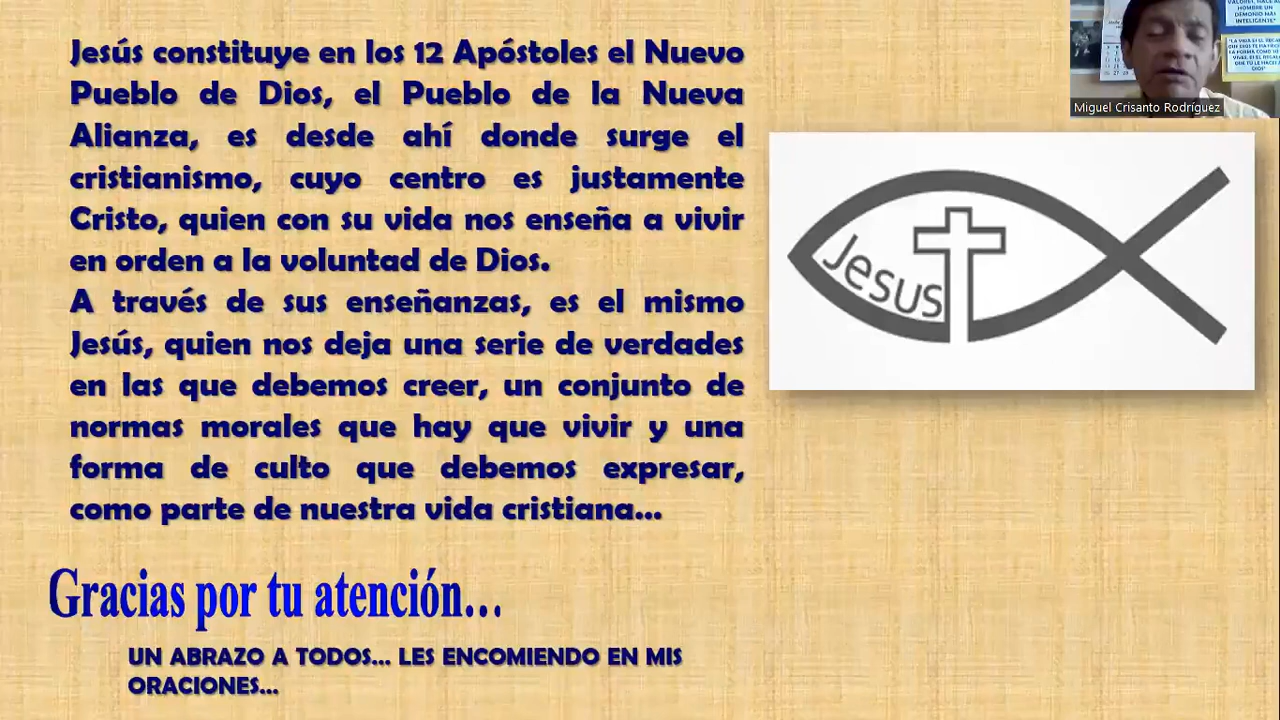 Jesús constituye en los 12 Apóstoles el Nuevo
Pueblo de Dios, el Pueblo de la Nueva
Alianza, es desde ahí donde surge el
cristianismo, cuyo centro es justamente
Cristo, quien con su vida nos enseña a vivir
en orden a la voluntad de Dios.
A través de sus enseñanzas, es el mismo
Jesús, quien nos deja una serie de verdades
en las que debemos creer, un conjunto de
normas morales que hay que vivir y una
forma de culto que debemos expresar,
como parte de nuestra vida cristiana...
Gracias por tu atención...
UN ABRAZO A TODOS... LES ENCOMIENDO EN MIS
ORACIONES...
Jesus
HOMBRE UN
DEMONIO MÁS
INTELIGENTE"
Miguel Crisanto Rodríguez